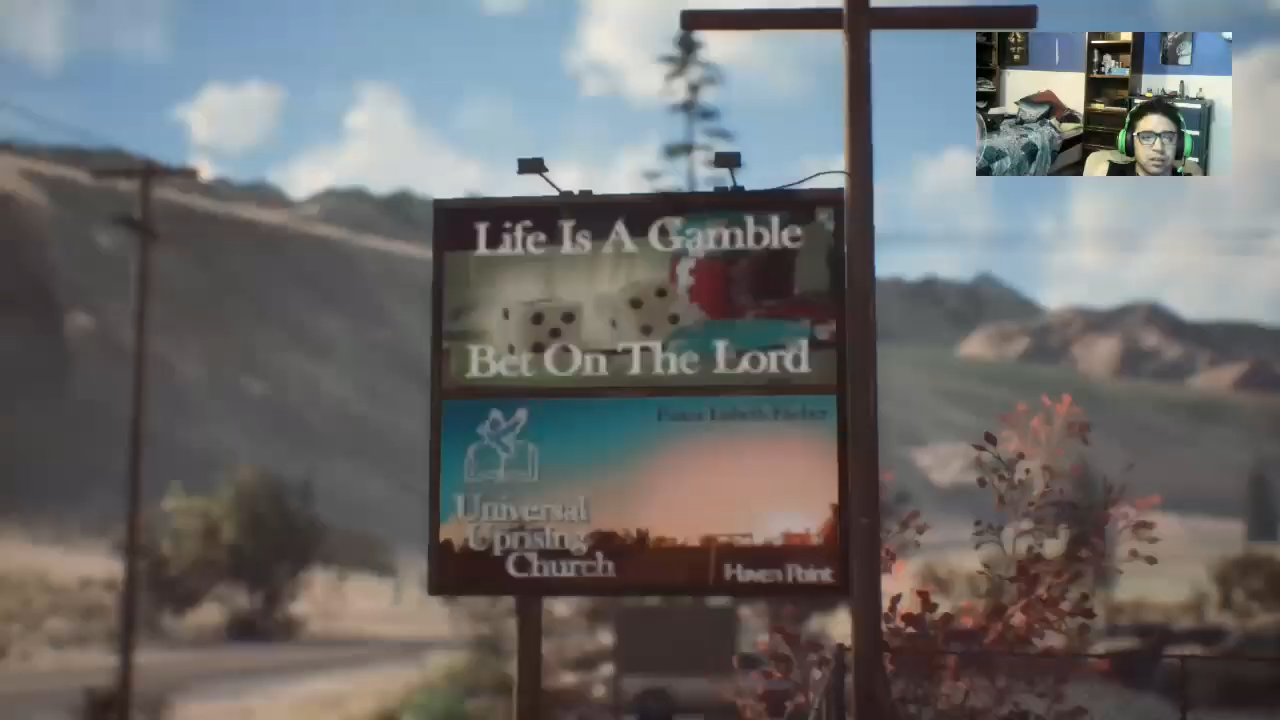 Life Is A Gamble
Bet On The Lord
Universal
Uprising
Church
Haven Point